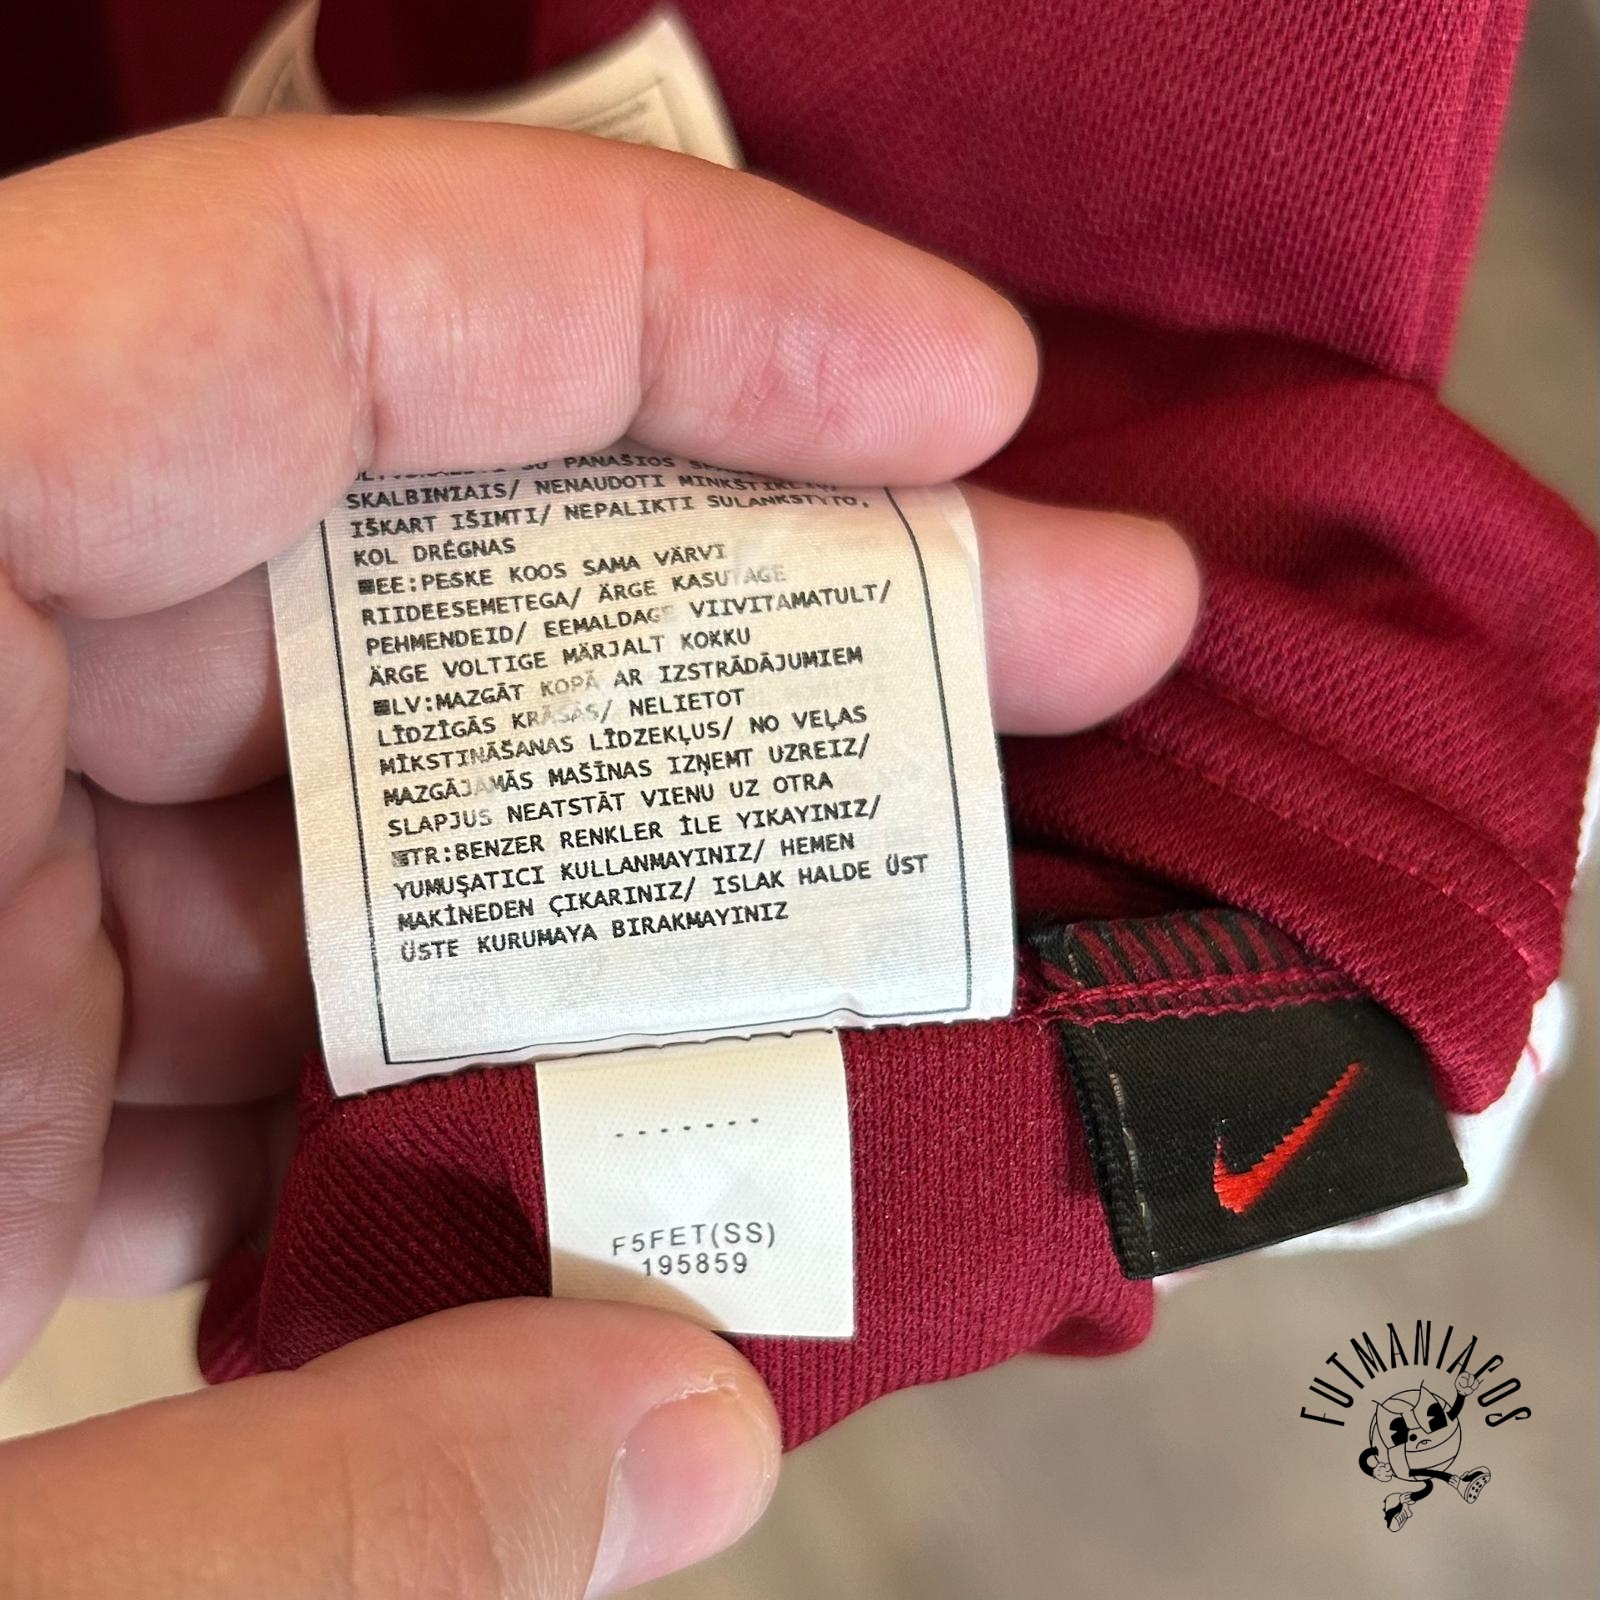 SU PANAŠIOS
SKALBINIAIS/ NENAUDOTI MINKŠTIKLIŲ/
IŠKART IŠIMTI/ NEPALIKTI SULANKSTYTO,
KOL DRĖGNAS
EE:PESKE KOOS SAMA VÄRVI
RIIDEESEMETEGA/ ÄRGE KASUTAGE
PEHMENDEID/ EEMALDAGE VIIVITAMATULT/
ÄRGE VOLTIGE MÄRJALT KOKKU
LV:MAZGĀT KOPĀ AR IZSTRĀDĀJUMIEM
LĪDZĪGĀS KRĀSĀS/ NELIETOT
MĪKSTINĀŠANAS LĪDZEKĻUS/ NO VEĻAS
MAZGĀJAMĀS MAŠĪNAS IZŅEMT UZREIZ/
SLAPJUS NEATSTĀT VIENU UZ OTRA
TR:BENZER RENKLER İLE YIKAYINIZ/
YUMUŞATICI KULLANMAYINIZ/ HEMEN
MAKİNEDEN ÇIKARINIZ/ ISLAK HALDE ÜST
ÜSTE KURUMAYA BIRAKMAYINIZ
F5FET(SS)
195859
FUTMANIACOS